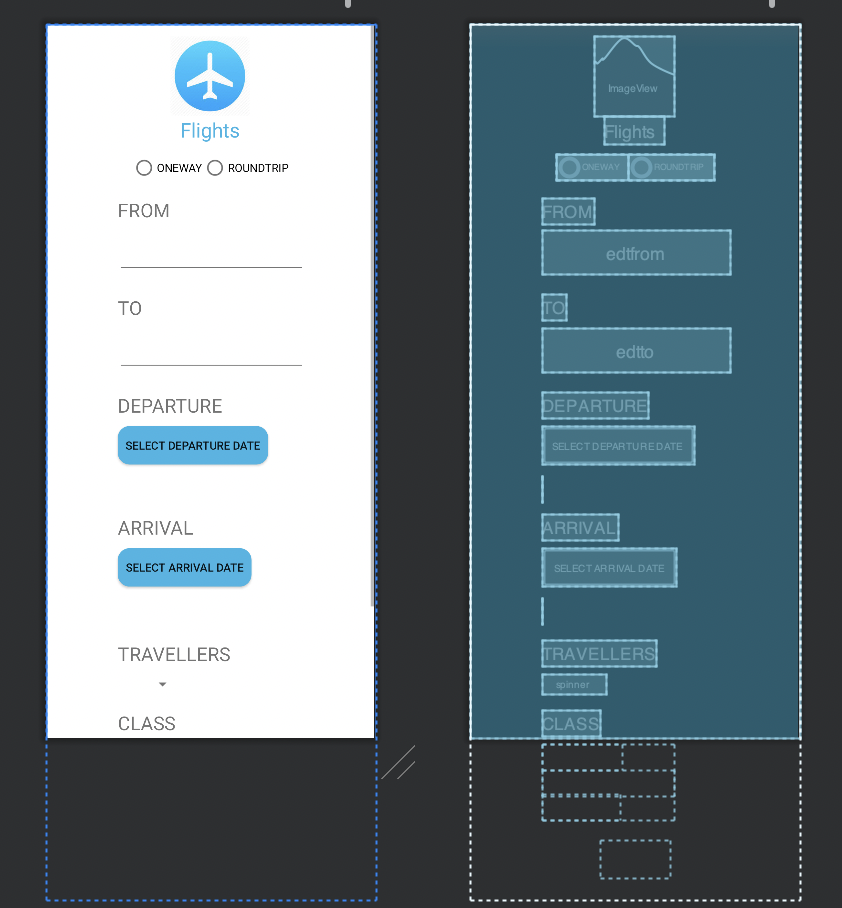 Flights
ONEWAY ROUNDTRIP
FROM
TO
DEPARTURE
SELECT DEPARTURE DATE
ARRIVAL
SELECT ARRIVAL DATE
TRAVELLERS
CLASS
ImageView
Flights
ONEWAY ROUNDTRIP
FROM
edtfrom
TO
edtto
DEPARTURE
SELECT DEPARTURE DATE
ARRIVAL
SELECT ARRIVAL DATE
TRAVELLERS
spinner
CLASS